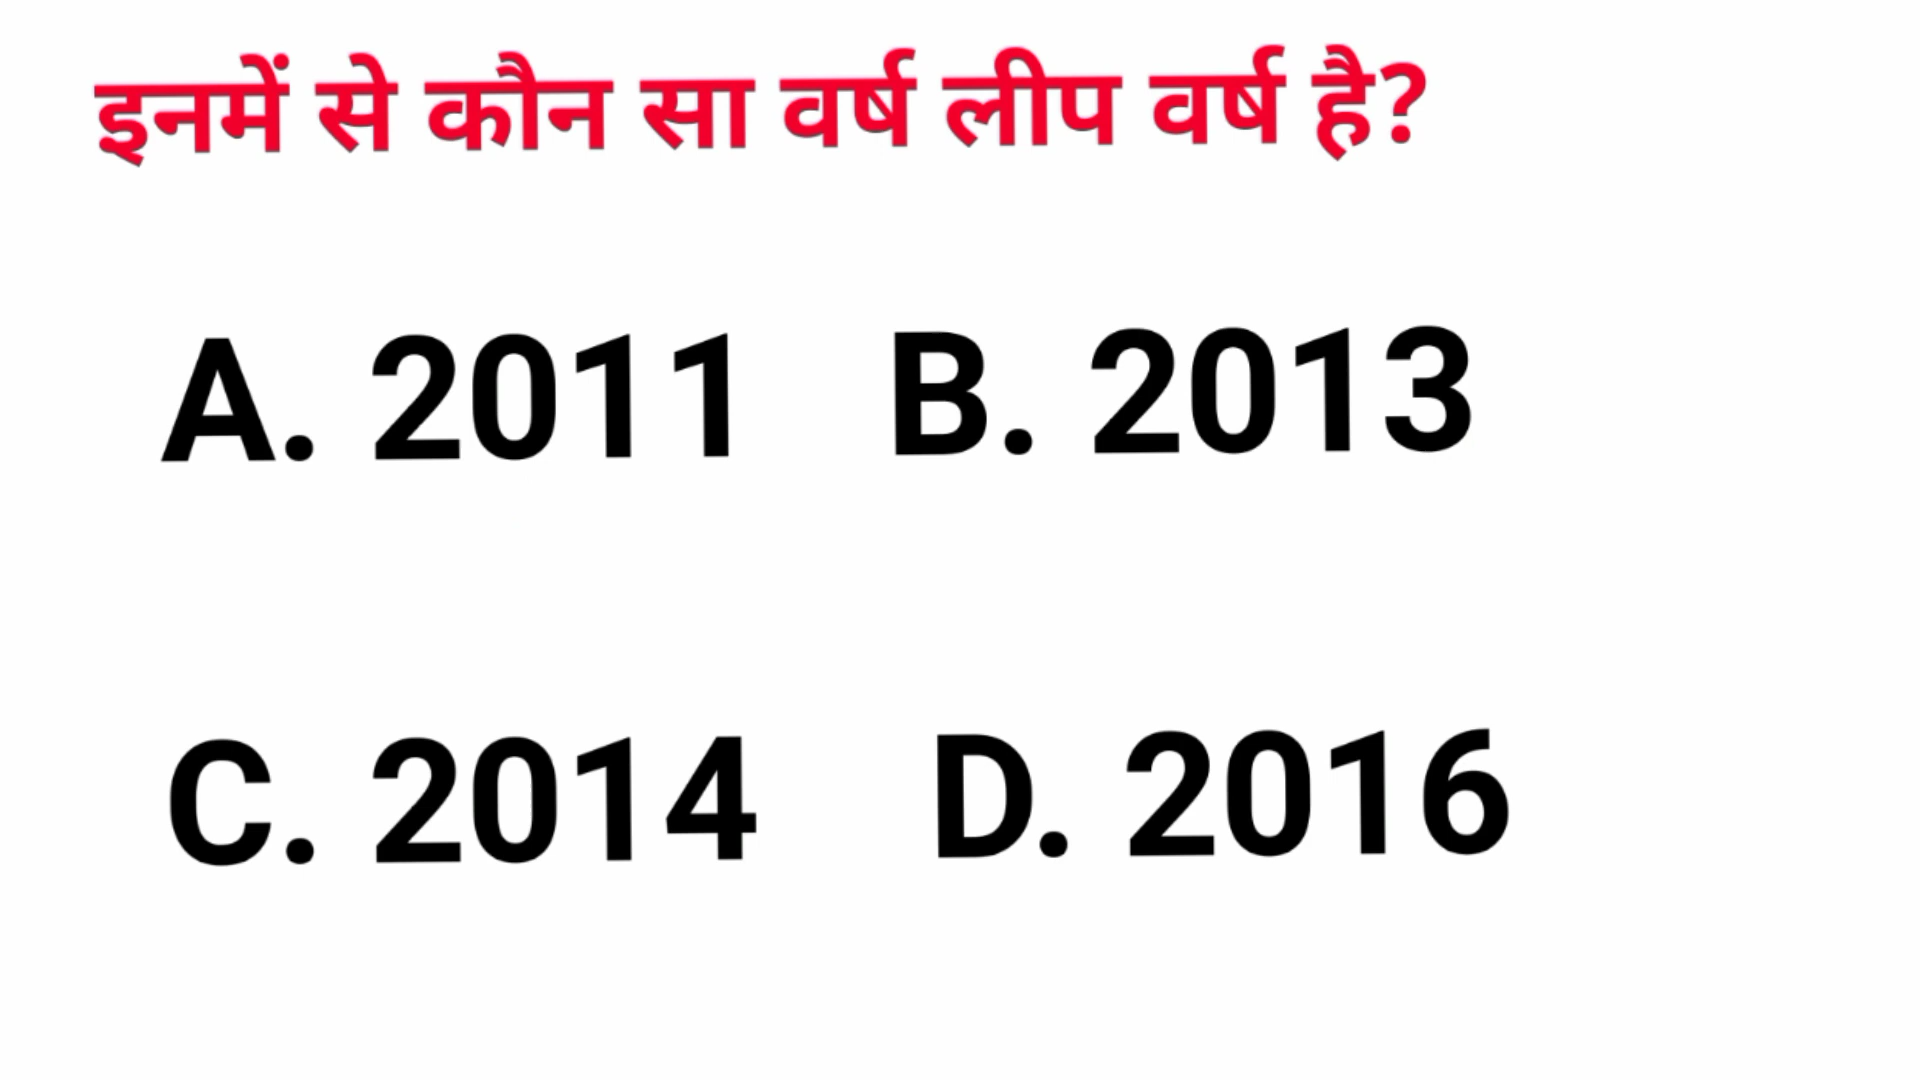 इनमें से कौन सा वर्ष लीप वर्ष है?
A. 2011 B. 2013
C. 2014 D. 2016